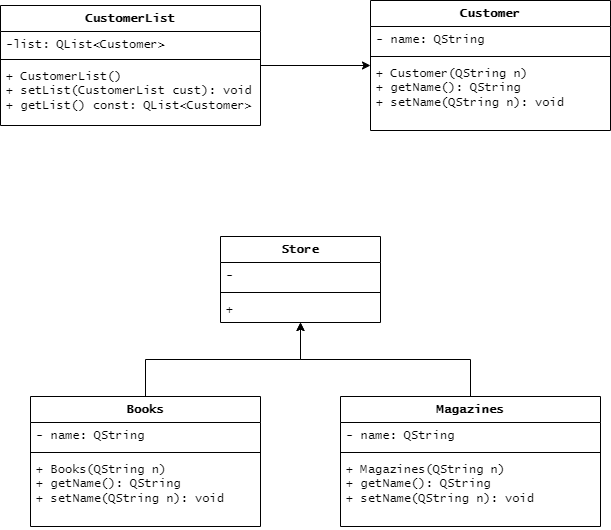 CustomerList
-list: QList<Customer>
+ CustomerList()
+ setList(CustomerList cust): void
+ getList() const: QList<Customer>
Customer
- name: QString
+ Customer(QString n)
+ getName(): QString
+ setName(QString n): void
Store
-
+
Books
- name: QString
+ Books(QString n)
+ getName(): QString
+ setName(QString n): void
Magazines
- name: QString
+ Magazines(QString n)
+ getName(): QString
+ setName(QString n): void